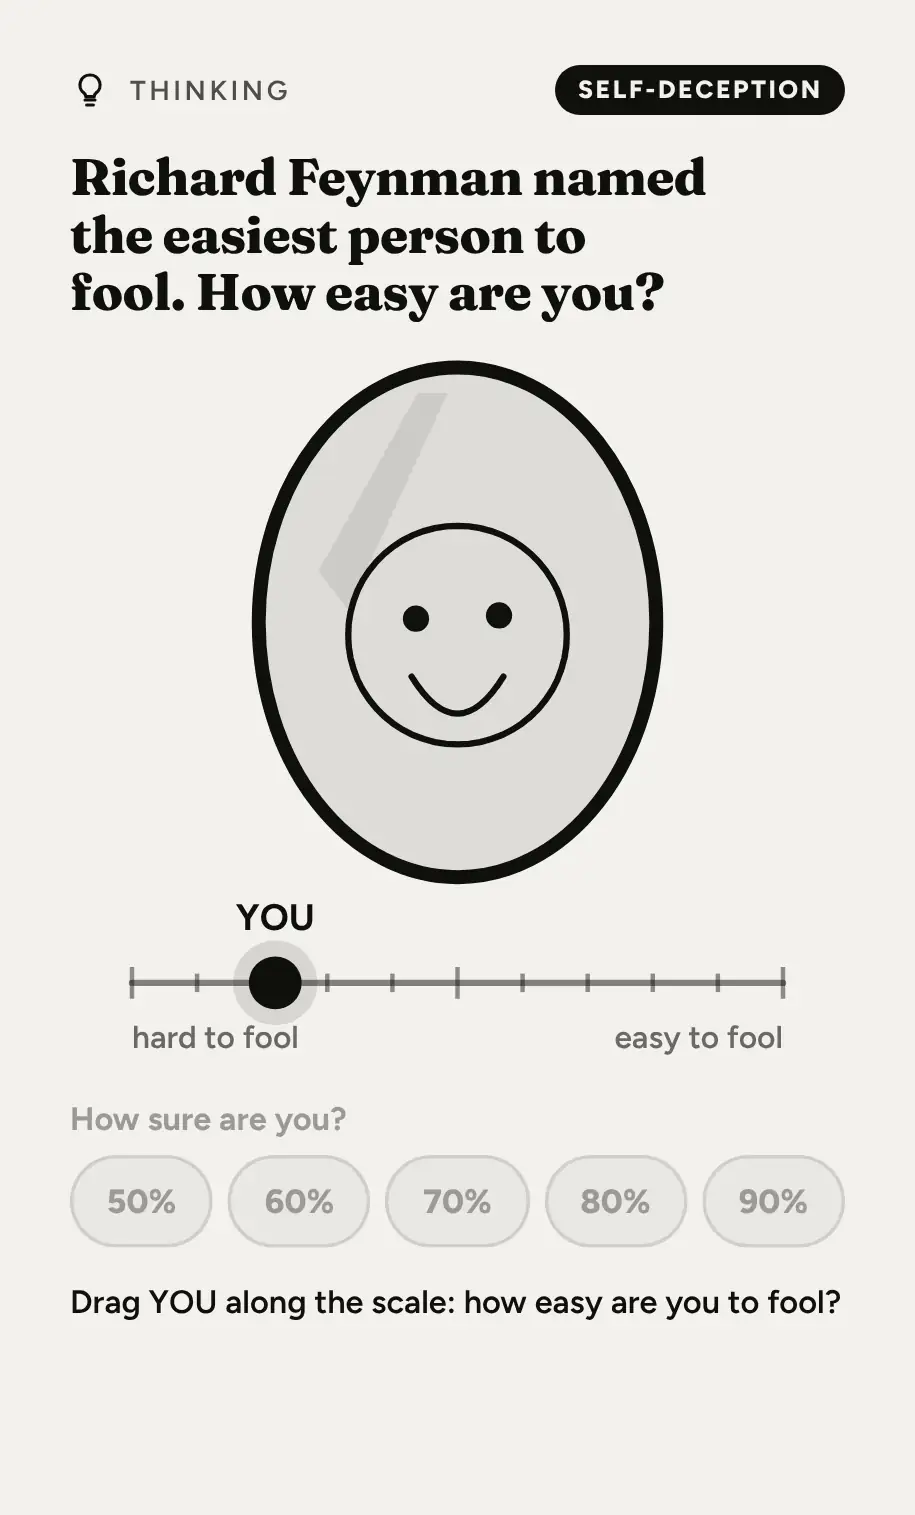 THINKING
SELF-DECEPTION
Richard Feynman named
the easiest person to
fool. How easy are you?
YOU
hard to fool
easy to fool
How sure are you?
50% 60% 70% 80% 90%
Drag YOU along the scale: how easy are you to fool?